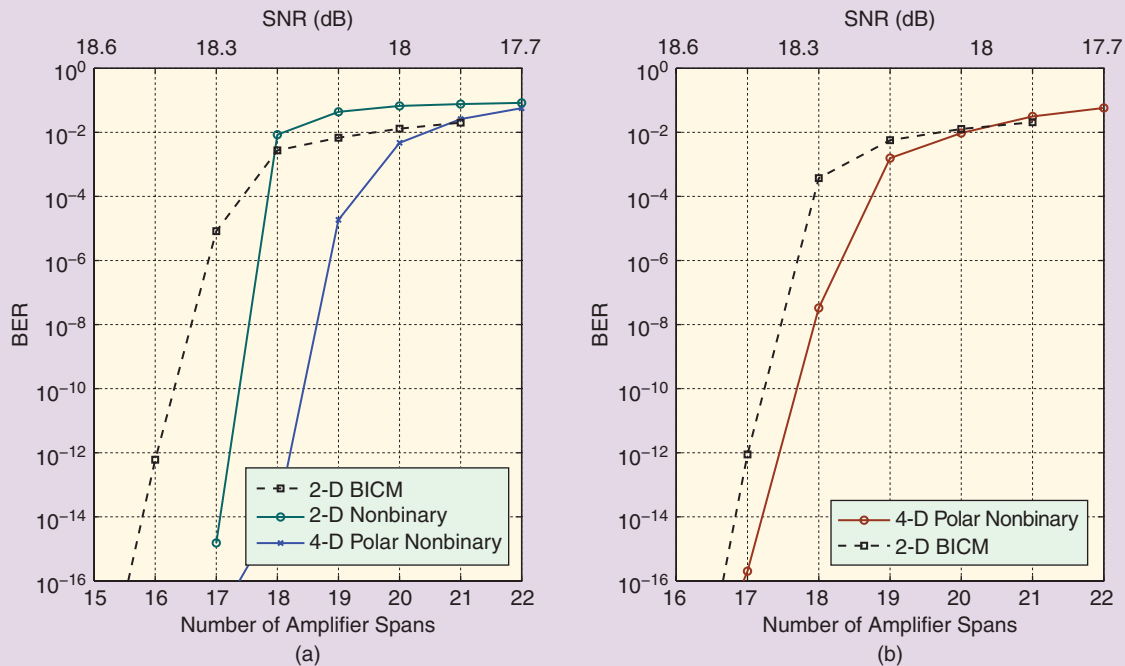 SNR (dB)
18.6 18.3 18 17.7
10⁰
10⁻²
10⁻⁴
10⁻⁶
10⁻⁸
10⁻¹⁰
10⁻¹²
10⁻¹⁴
10⁻¹⁶
BER
2-D BICM
2-D Nonbinary
4-D Polar Nonbinary
15 16 17 18 19 20 21 22
Number of Amplifier Spans
(a)
SNR (dB)
18.6 18.3 18 17.7
10⁰
10⁻²
10⁻⁴
10⁻⁶
10⁻⁸
10⁻¹⁰
10⁻¹²
10⁻¹⁴
10⁻¹⁶
BER
4-D Polar Nonbinary
2-D BICM
16 17 18 19 20 21 22
Number of Amplifier Spans
(b)